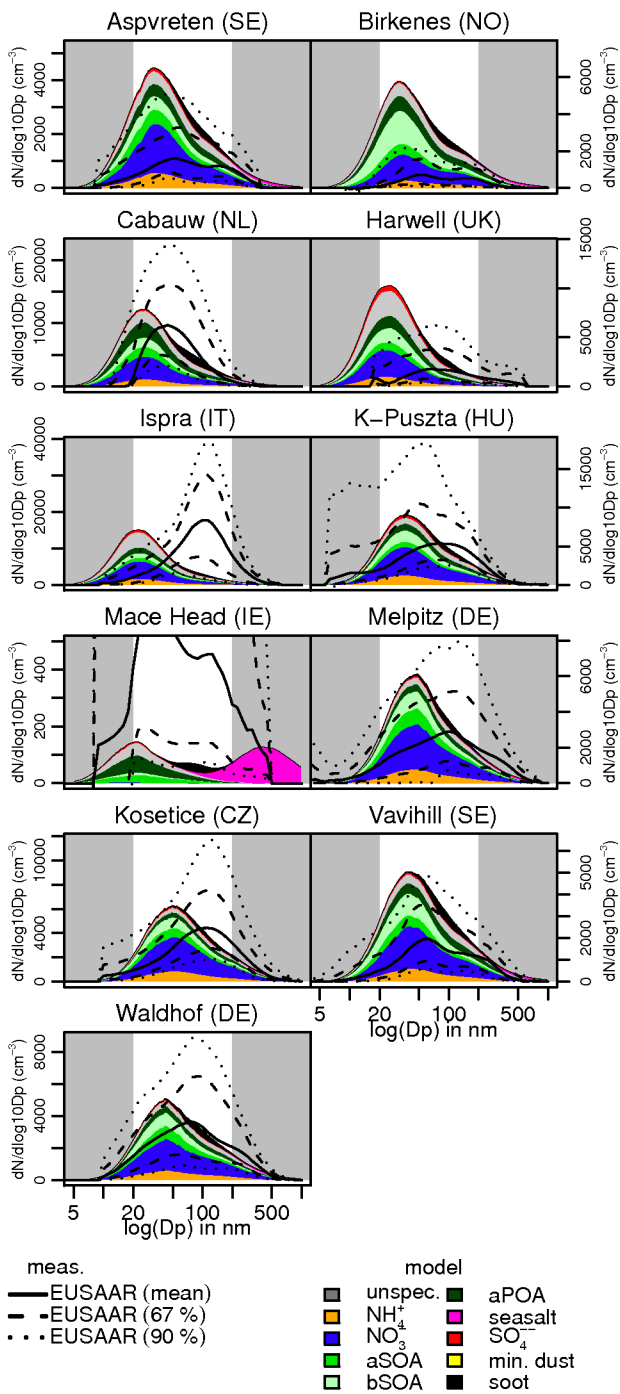 Aspvreten (SE)
Birkenes (NO)
dN/dlog10Dp (cm⁻³)
0 2000 4000
0 2000 6000
dN/dlog10Dp (cm⁻³)
Cabauw (NL)
Harwell (UK)
dN/dlog10Dp (cm⁻³)
0 10000 20000
0 5000 15000
dN/dlog10Dp (cm⁻³)
Ispra (IT)
K−Puszta (HU)
dN/dlog10Dp (cm⁻³)
0 20000 40000
0 5000 15000
dN/dlog10Dp (cm⁻³)
Mace Head (IE)
Melpitz (DE)
dN/dlog10Dp (cm⁻³)
0 200 400
0 2000 6000
dN/dlog10Dp (cm⁻³)
Kosetice (CZ)
Vavihill (SE)
dN/dlog10Dp (cm⁻³)
0 4000 10000
0 2000 5000
dN/dlog10Dp (cm⁻³)
5 20 100 500
log(Dp) in nm
Waldhof (DE)
dN/dlog10Dp (cm⁻³)
0 4000 8000
5 20 100 500
log(Dp) in nm
meas.
EUSAAR (mean)
EUSAAR (67 %)
EUSAAR (90 %)
model
unspec.
NH₄⁺
NO₃⁻
aSOA
bSOA
aPOA
seasalt
SO₄⁻⁻
min. dust
soot